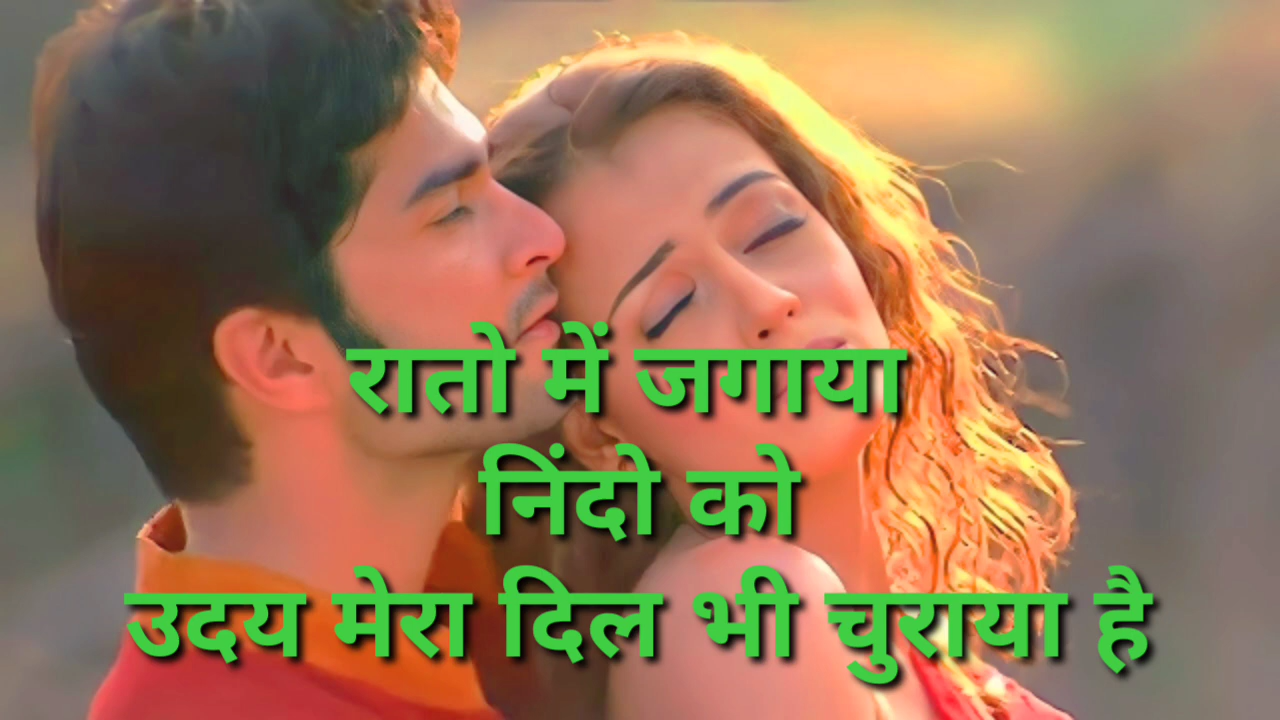 रातो में जगाया
निंदो को
उदय मेरा दिल भी चुराया है